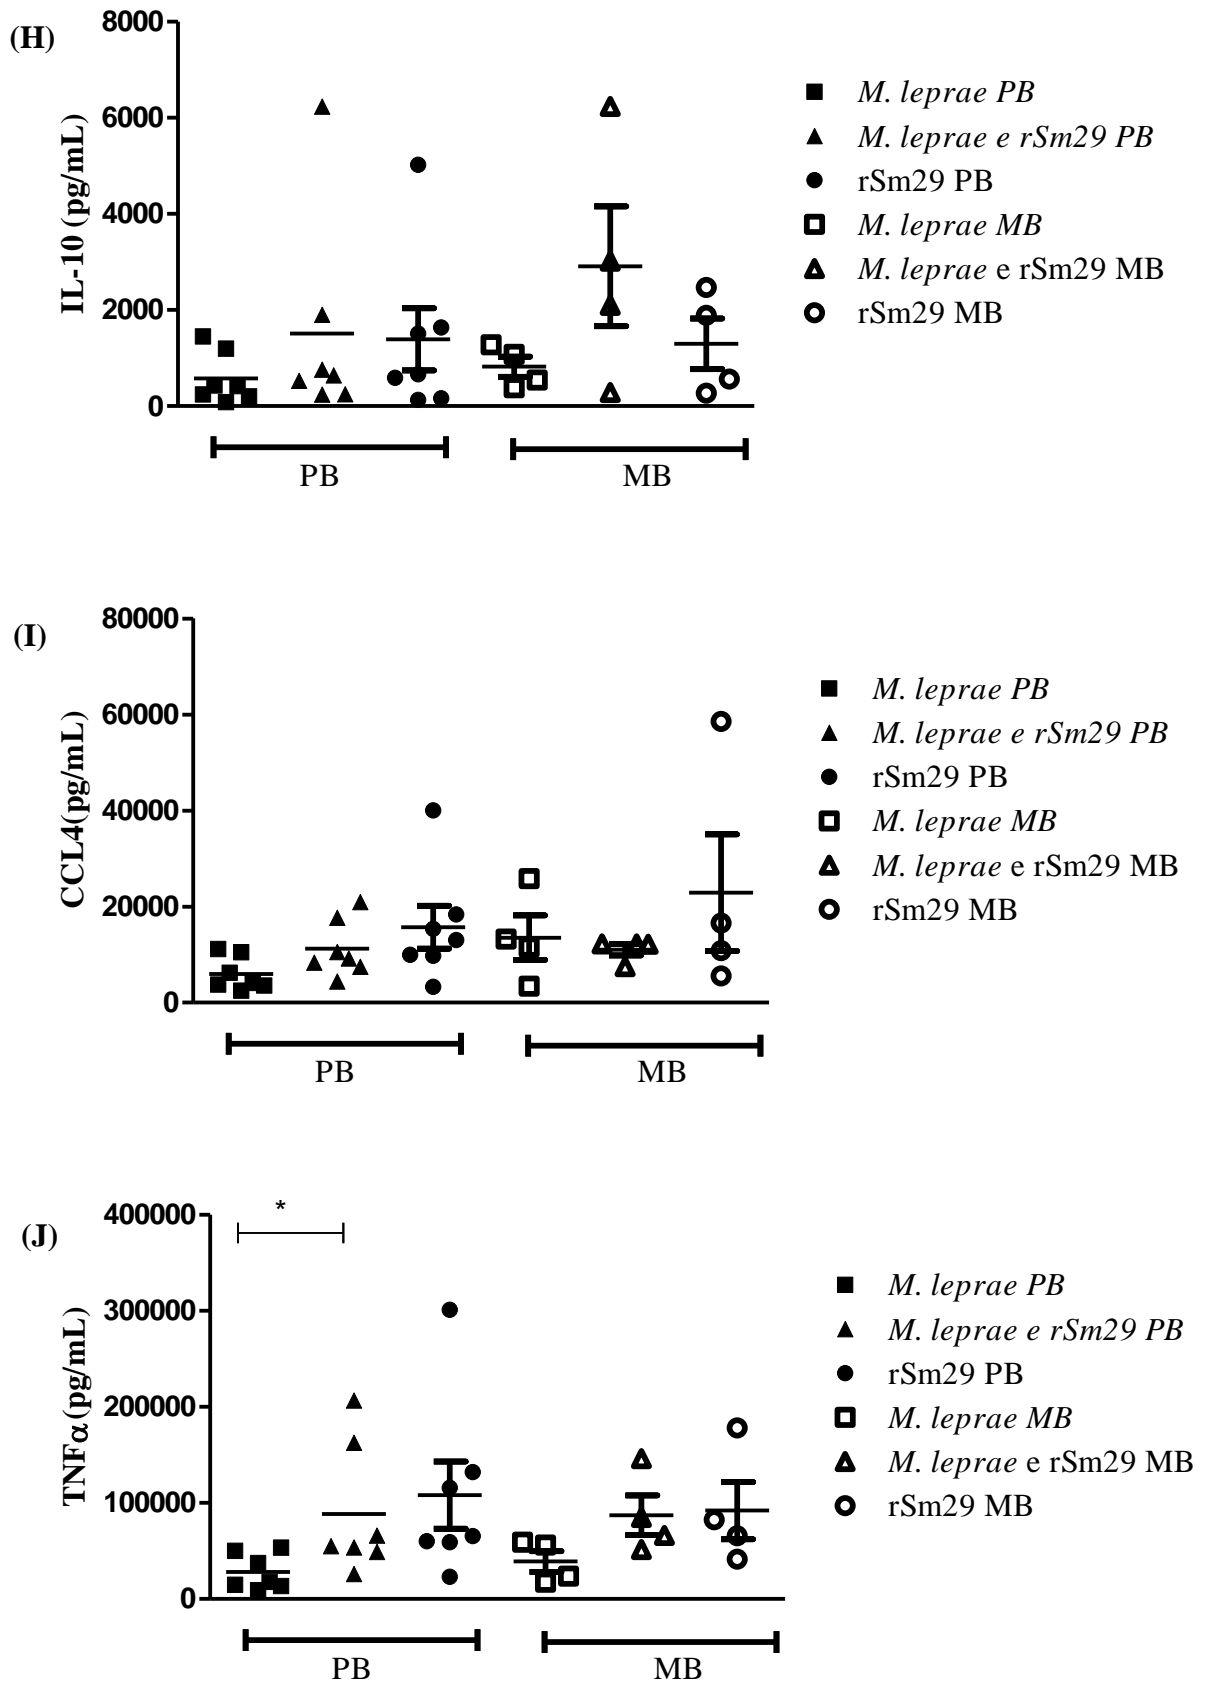 (H)
IL-10 (pg/mL)
8000
6000
4000
2000
0
PB
MB
M. leprae PB
M. leprae e rSm29 PB
rSm29 PB
M. leprae MB
M. leprae e rSm29 MB
rSm29 MB
(I)
CCL4(pg/mL)
80000
60000
40000
20000
0
PB
MB
M. leprae PB
M. leprae e rSm29 PB
rSm29 PB
M. leprae MB
M. leprae e rSm29 MB
rSm29 MB
(J)
TNFα(pg/mL)
400000
300000
200000
100000
0
*
PB
MB
M. leprae PB
M. leprae e rSm29 PB
rSm29 PB
M. leprae MB
M. leprae e rSm29 MB
rSm29 MB